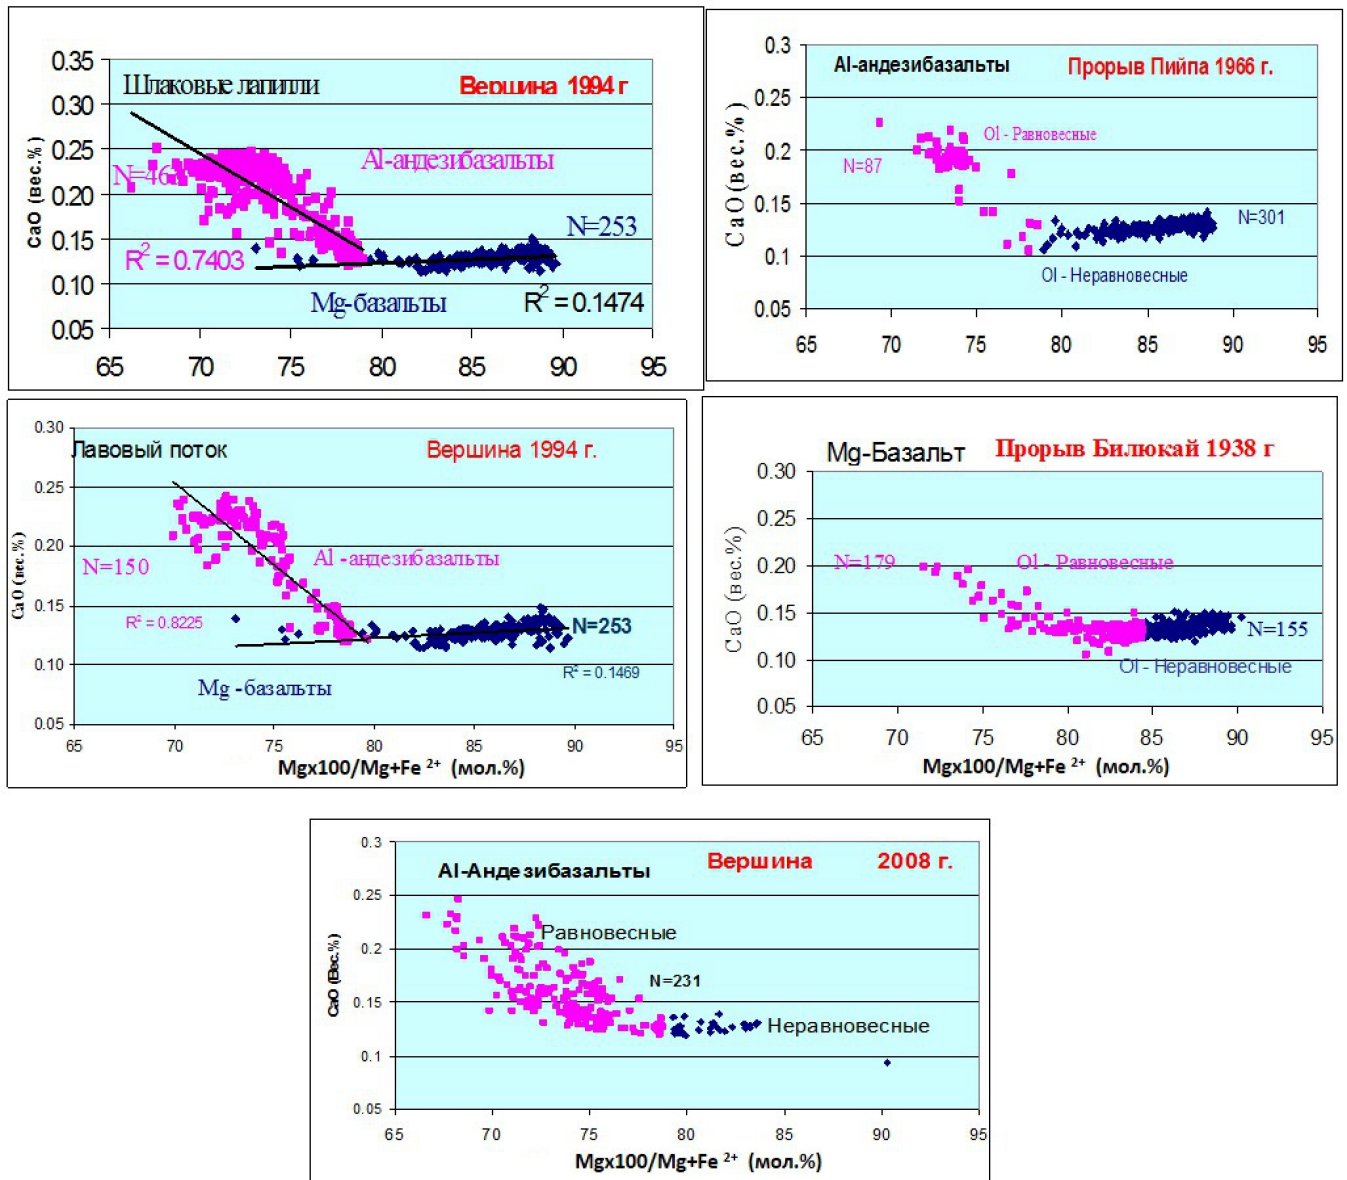 0.35
0.30
0.25
0.20
0.15
0.10
0.05
CaO (вес.%)
Шлаковые лапилли
Вершина 1994 г
Al-андезибазальты
N=46
N=253
R² = 0.7403
Mg-базальты
R² = 0.1474
65 70 75 80 85 90 95
0.3
0.25
0.2
0.15
0.1
0.05
CaO (вес.%)
Al-андезибазальты
Прорыв Пийпа 1966 г.
Ol - Равновесные
N=87
N=301
Ol - Неравновесные
65 70 75 80 85 90 95
0.30
0.25
0.20
0.15
0.10
0.05
CaO (вес.%)
Лавовый поток
Вершина 1994 г.
Al -андезибазальты
N=150
R² = 0.8225
N=253
R² = 0.1469
Mg -базальты
65 70 75 80 85 90 95
Mgx100/Mg+Fe ²⁺ (мол.%)
Mg-Базальт
Прорыв Билюкай 1938 г
0.30
0.25
0.20
0.15
0.10
0.05
CaO (вес.%)
N=179
Ol - Равновесные
N=155
Ol - Неравновесные
65 70 75 80 85 90 95
Mgx100/Mg+Fe ²⁺ (мол.%)
0.3
0.25
0.2
0.15
0.1
0.05
CaO (Вес.%)
Al-Андезибазальты
Вершина 2008 г.
Равновесные
N=231
Неравновесные
65 70 75 80 85 90 95
Mgx100/Mg+Fe ²⁺ (мол.%)